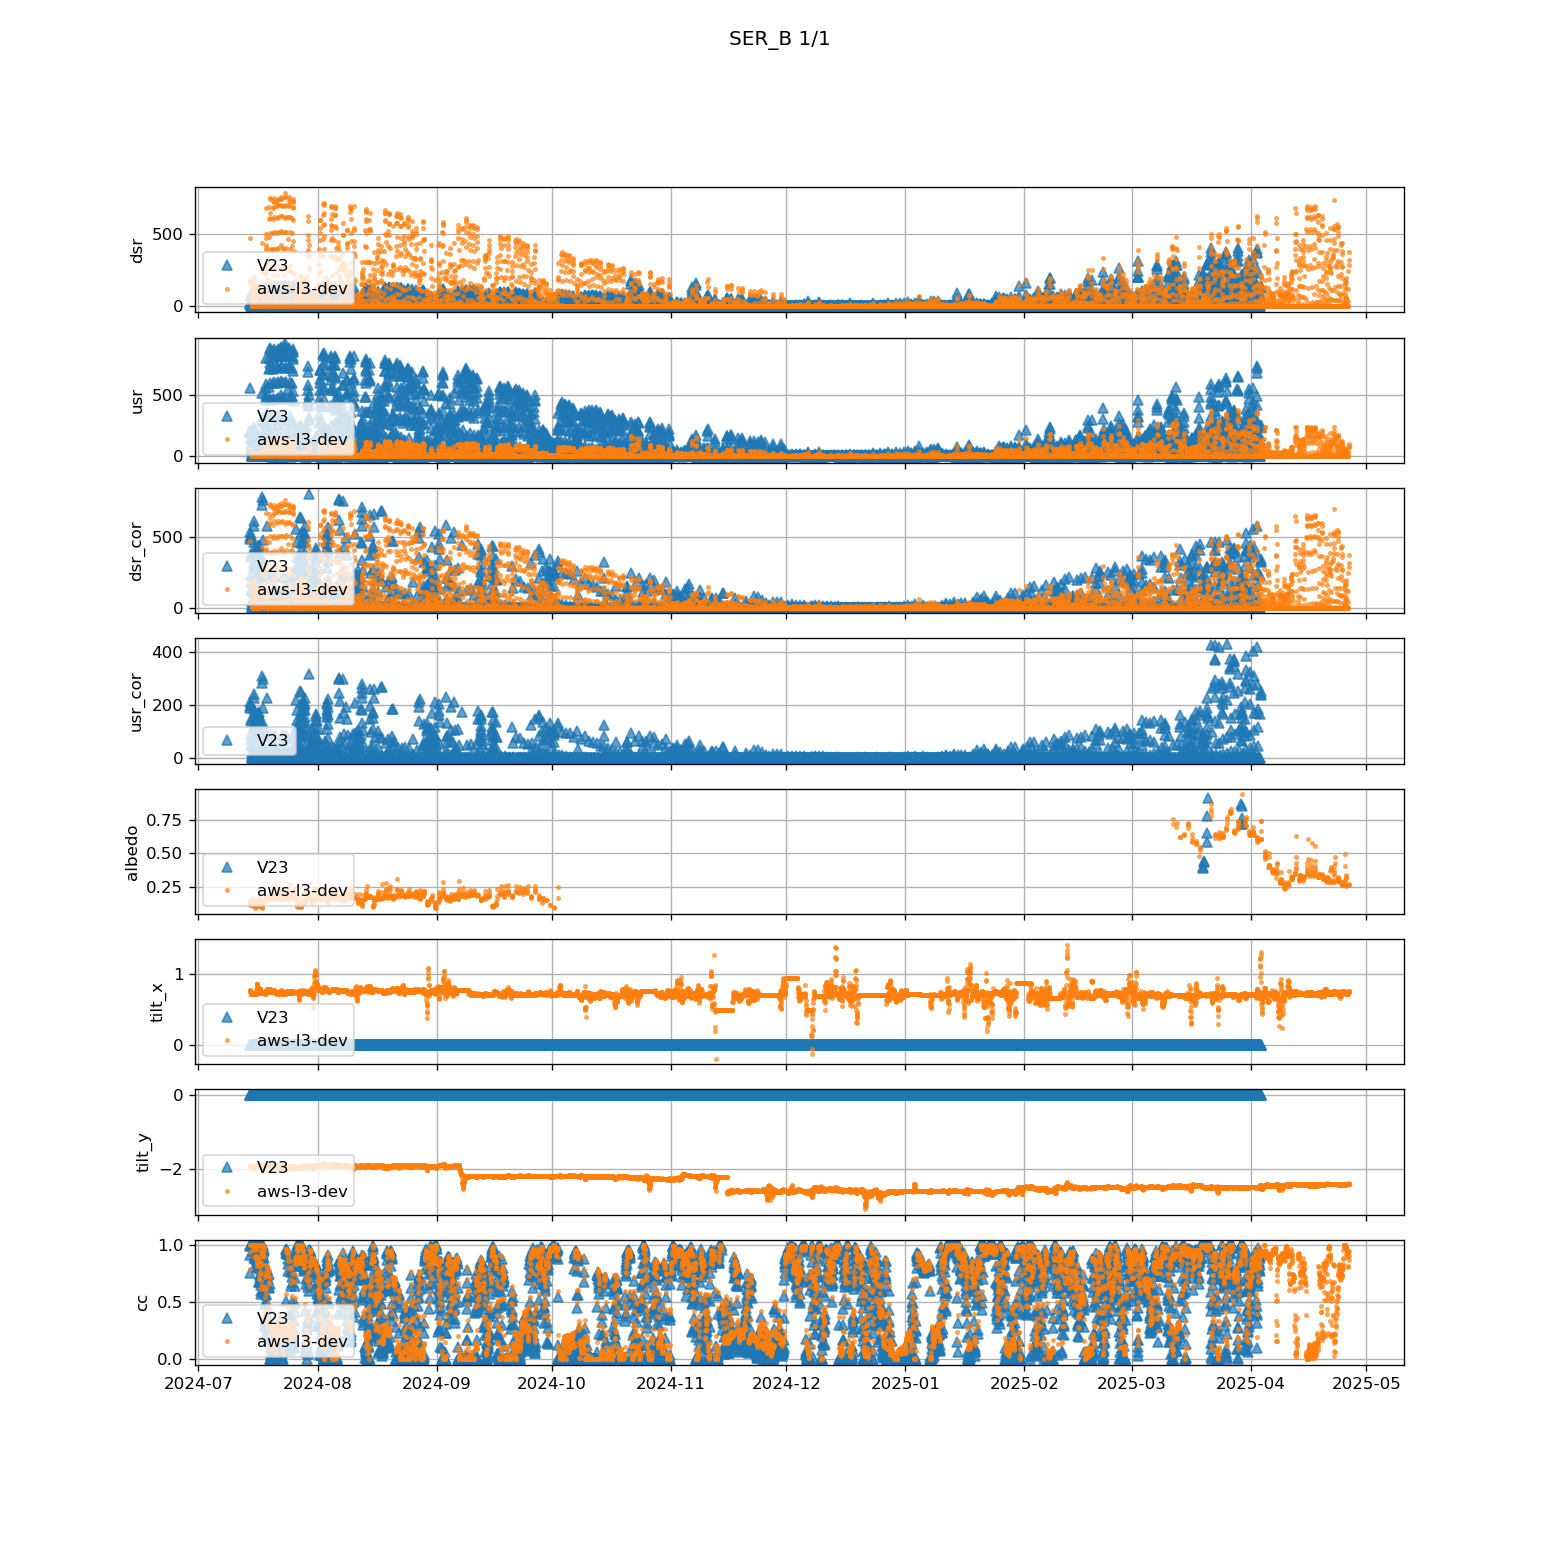 SER_B 1/1
dsr
500
0
V23
aws-l3-dev
usr
500
0
V23
aws-l3-dev
dsr_cor
500
0
V23
aws-l3-dev
usr_cor
400
200
0
V23
albedo
0.75
0.50
0.25
V23
aws-l3-dev
tilt_x
1
0
V23
aws-l3-dev
tilt_y
0
−2
V23
aws-l3-dev
cc
1.0
0.5
0.0
V23
aws-l3-dev
2024-07 2024-08 2024-09 2024-10 2024-11 2024-12 2025-01 2025-02 2025-03 2025-04 2025-05